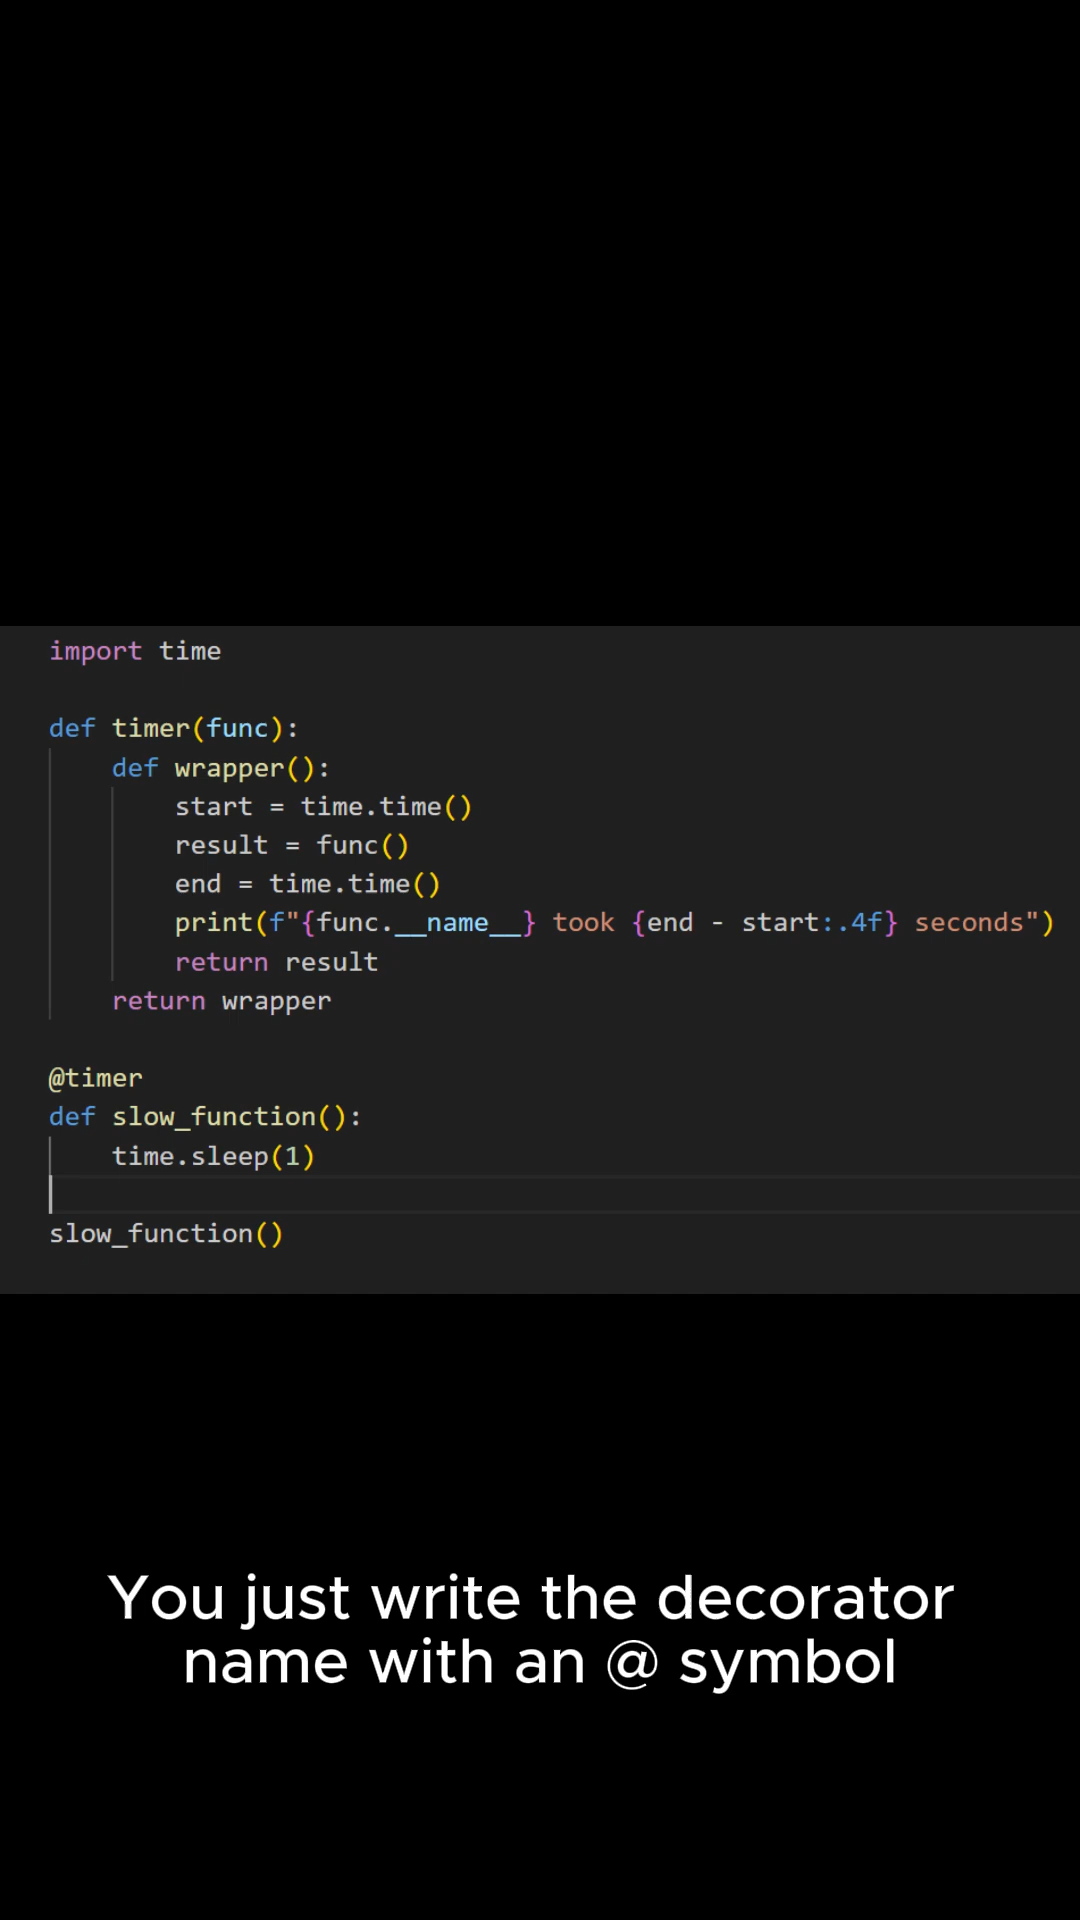 import time
def timer(func):
    def wrapper():
        start = time.time()
        result = func()
        end = time.time()
        print(f"{func.__name__} took {end - start:.4f} seconds")
        return result
    return wrapper
@timer
def slow_function():
    time.sleep(1)
slow_function()
You just write the decorator
name with an @ symbol